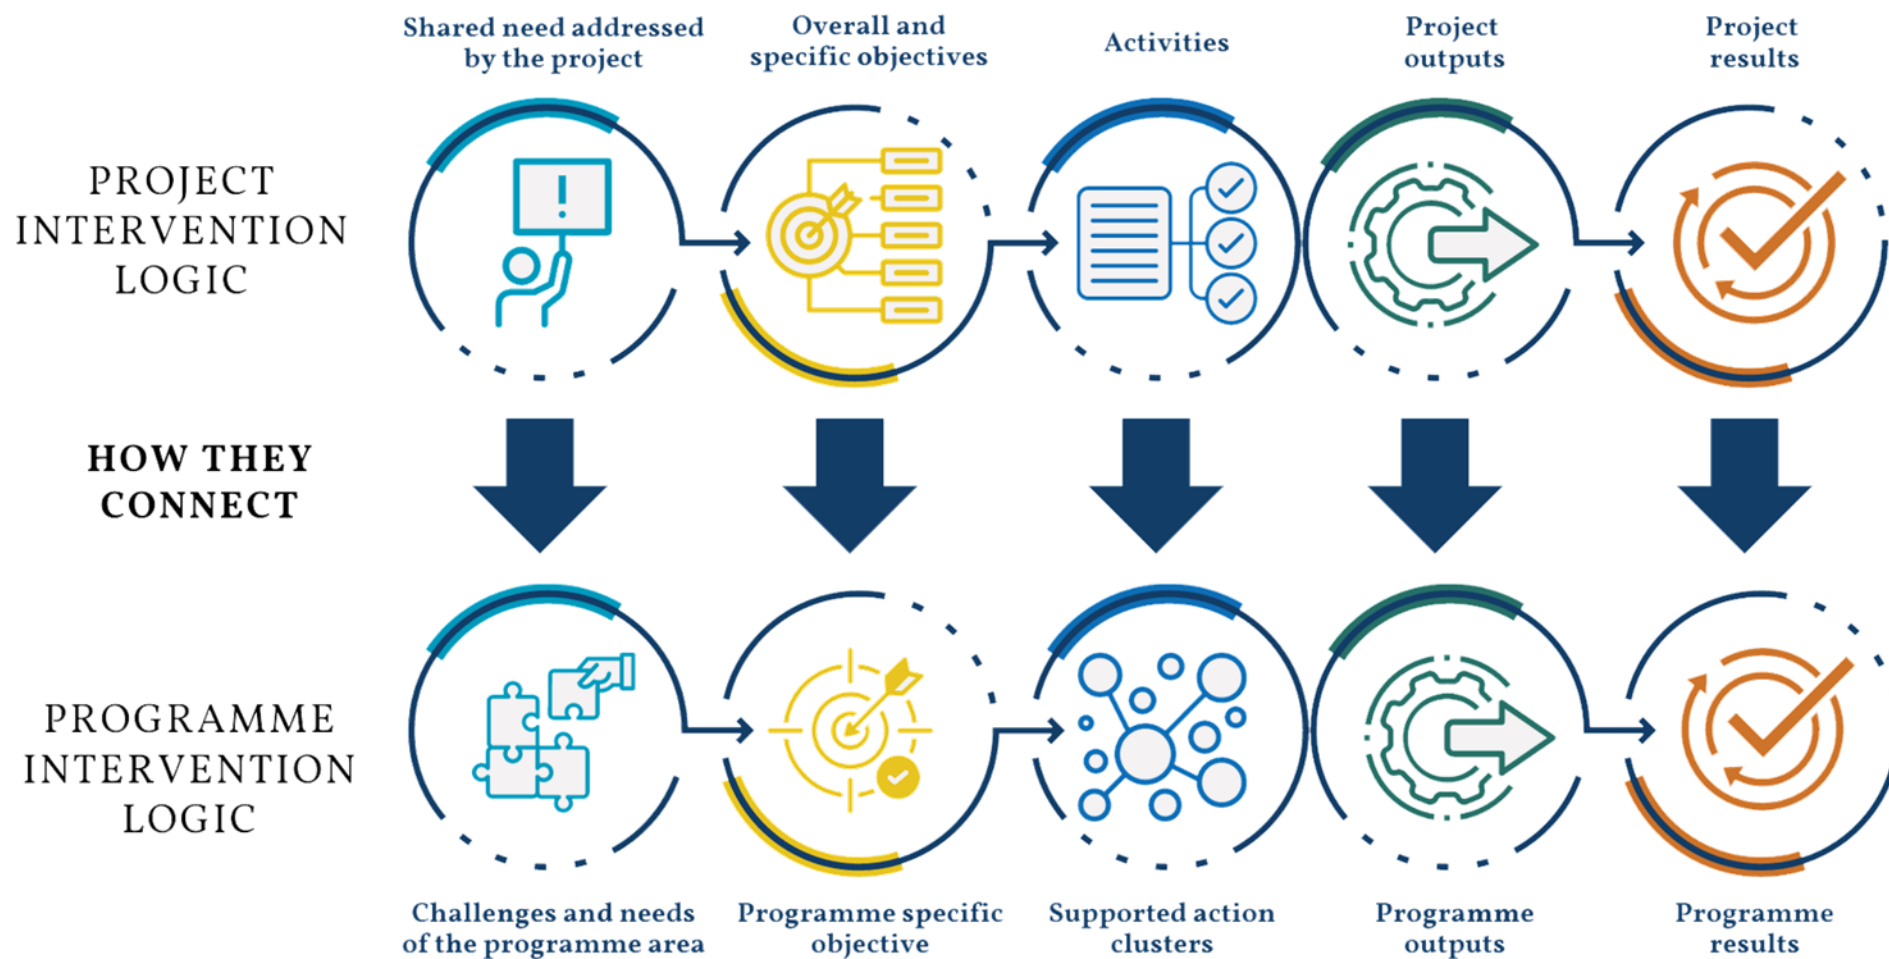 Shared need addressed
by the project
Overall and
specific objectives
Activities
Project
outputs
Project
results
PROJECT
INTERVENTION
LOGIC
!
HOW THEY
CONNECT
PROGRAMME
INTERVENTION
LOGIC
Challenges and needs
of the programme area
Programme specific
objective
Supported action
clusters
Programme
outputs
Programme
results